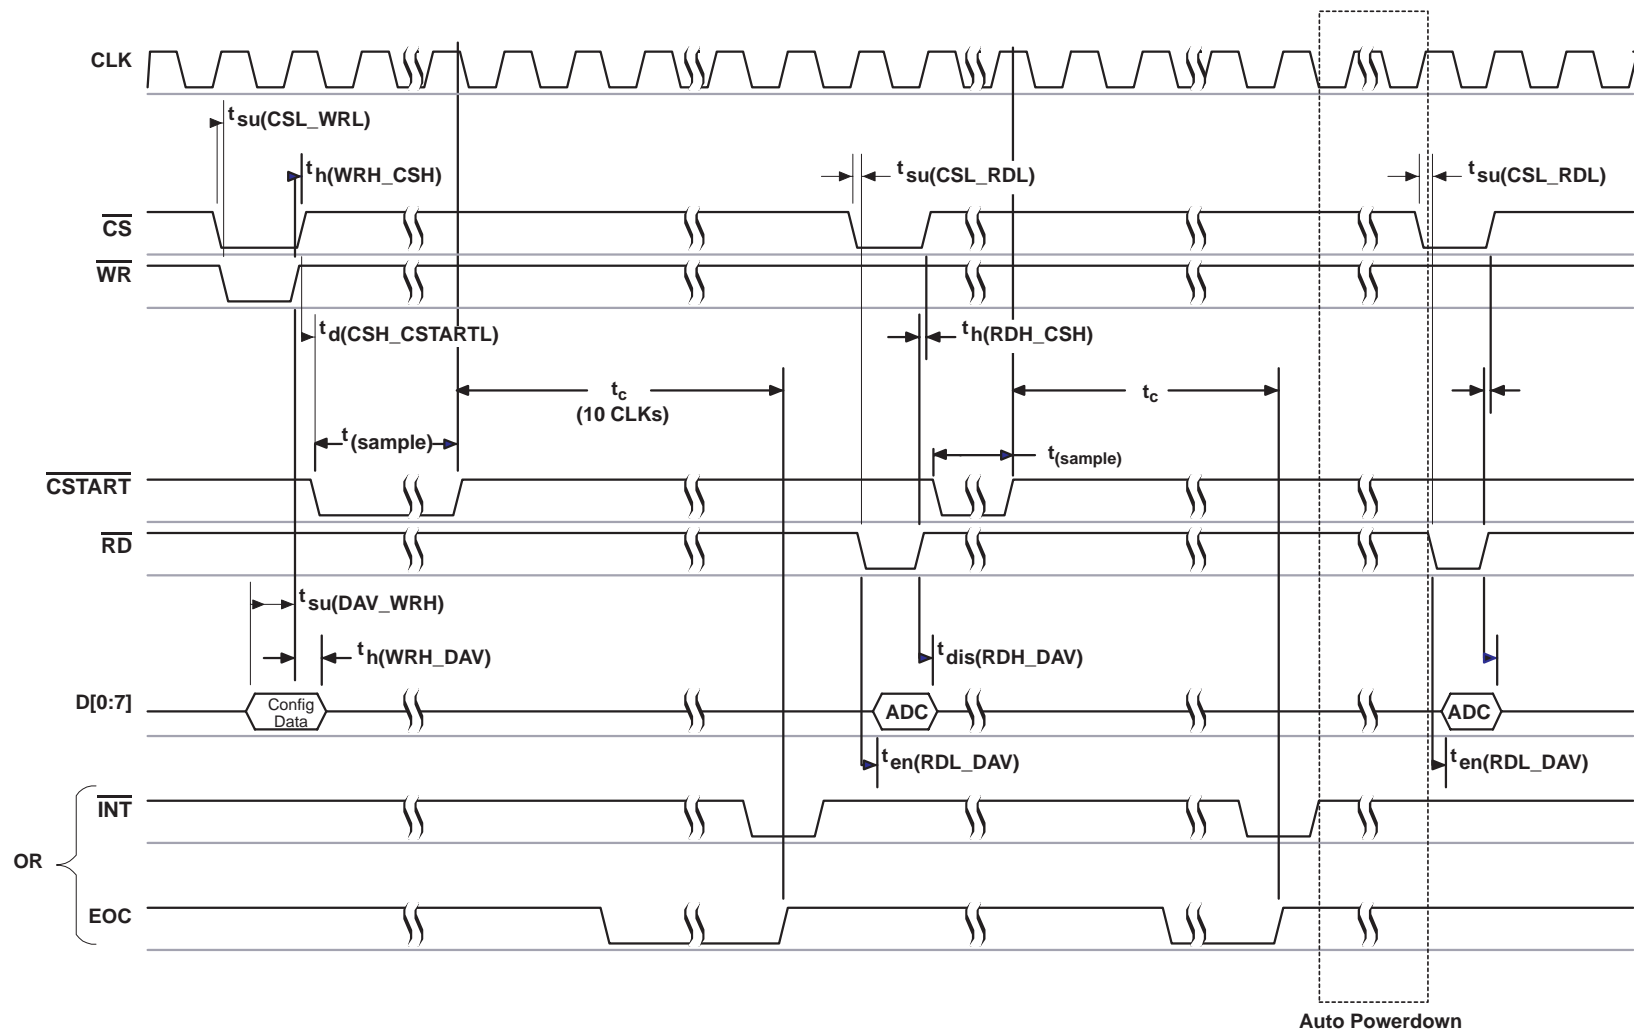 CLK
tsu(CSL_WRL)
th(WRH_CSH)
tsu(CSL_RDL)
tsu(CSL_RDL)
CS
WR
td(CSH_CSTARTL)
th(RDH_CSH)
tc
(10 CLKs)
tc
t(sample)
t(sample)
CSTART
RD
tsu(DAV_WRH)
th(WRH_DAV)
tdis(RDH_DAV)
D[0:7]
Config
Data
ADC
ADC
ten(RDL_DAV)
ten(RDL_DAV)
INT
OR
EOC
Auto Powerdown